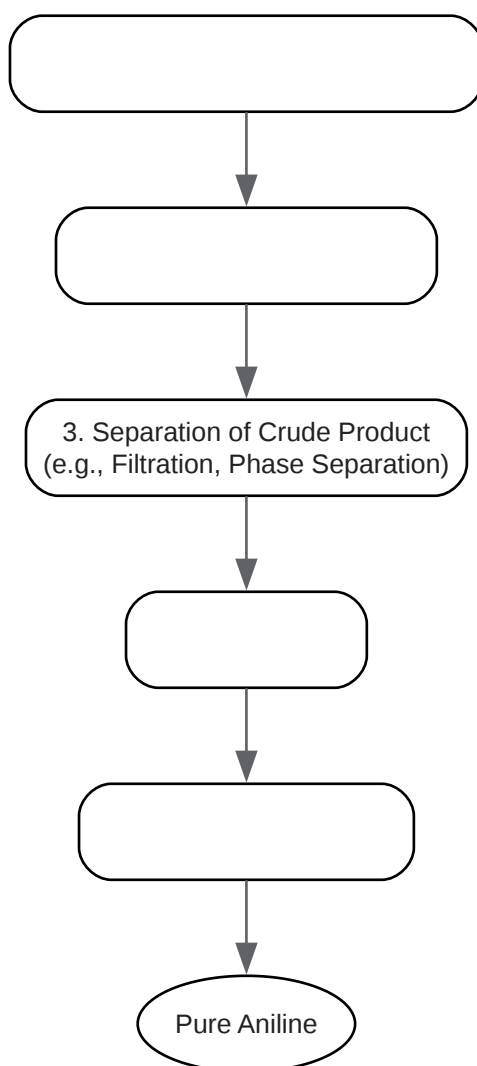 3. Separation of Crude Product
(e.g., Filtration, Phase Separation)
Pure Aniline